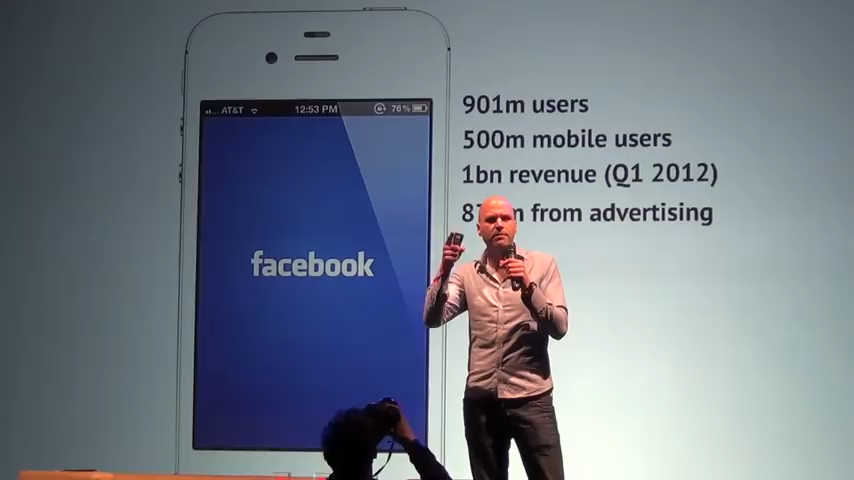 AT&T 12:53 PM 76%
901m users
500m mobile users
1bn revenue (Q1 2012)
from advertising
facebook